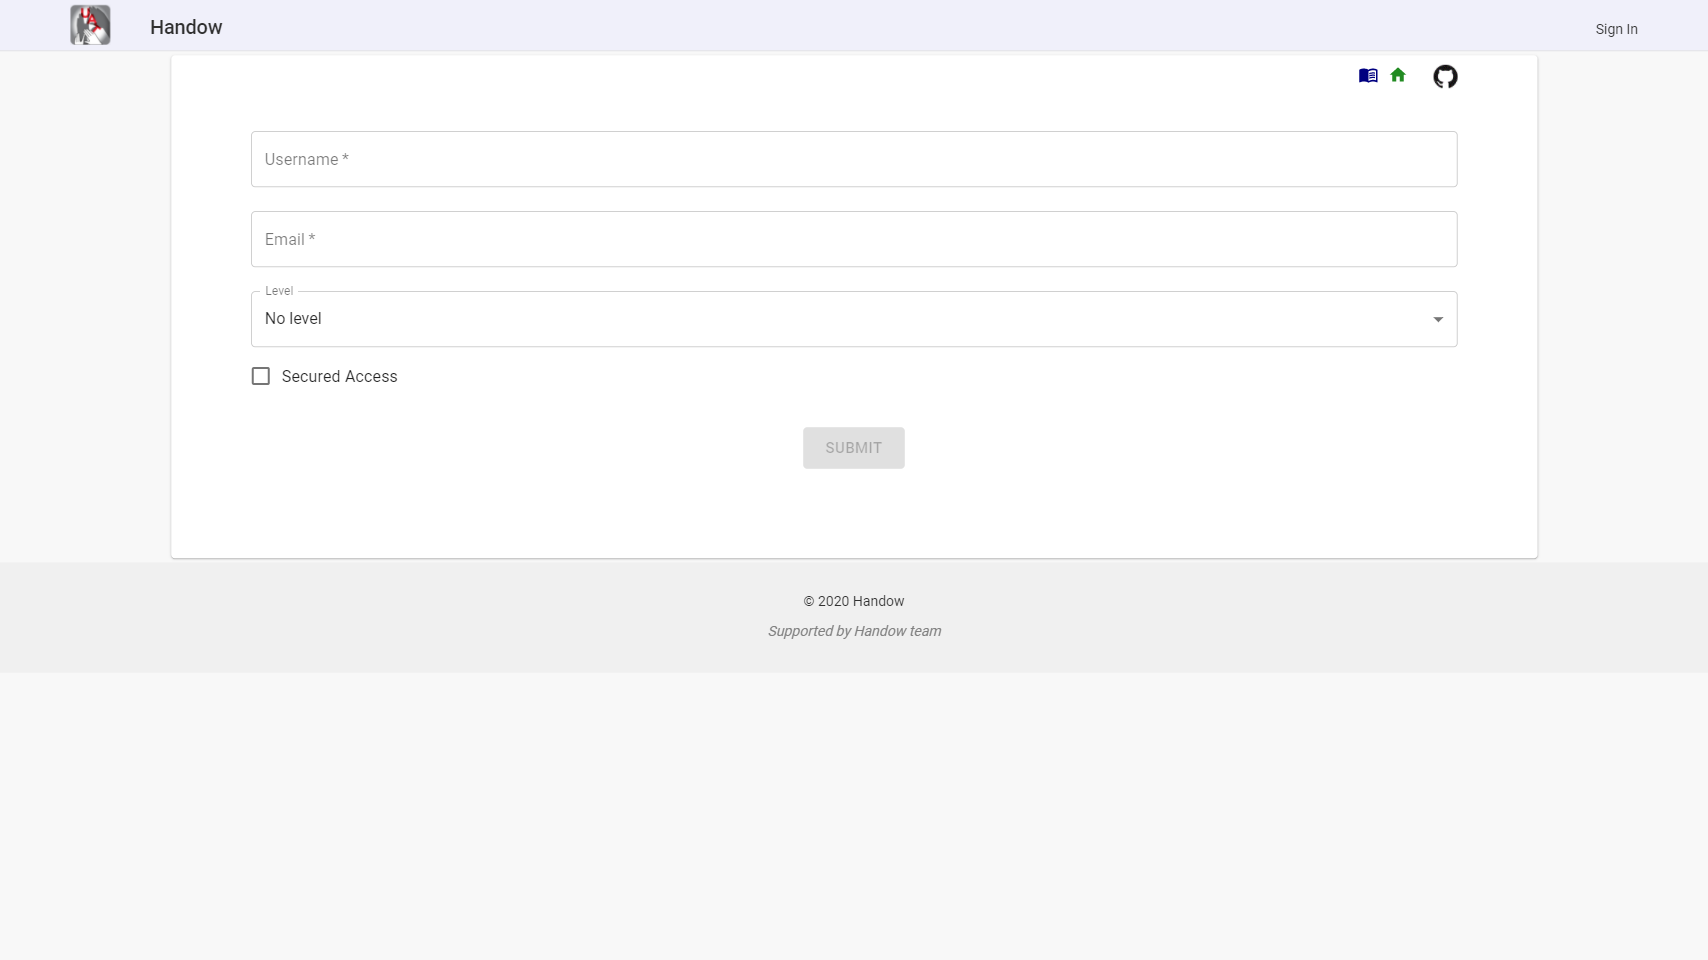 Handow
Sign In
Username *
Email *
Level
No level
Secured Access
SUBMIT
© 2020 Handow
Supported by Handow team